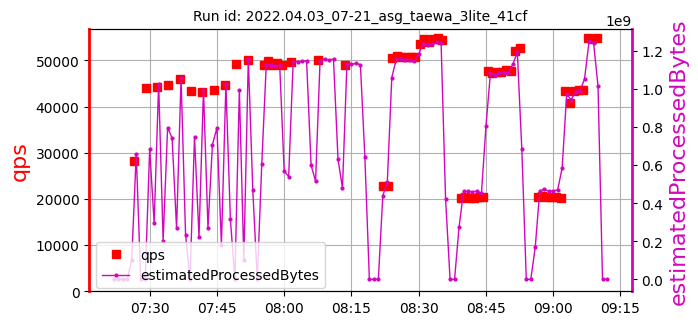 Run id: 2022.04.03_07-21_asg_taewa_3lite_41cf
1e9
50000
40000
30000
20000
10000
0
qps
1.2
1.0
0.8
0.6
0.4
0.2
0.0
estimatedProcessedBytes
qps
estimatedProcessedBytes
07:30 07:45 08:00 08:15 08:30 08:45 09:00 09:15